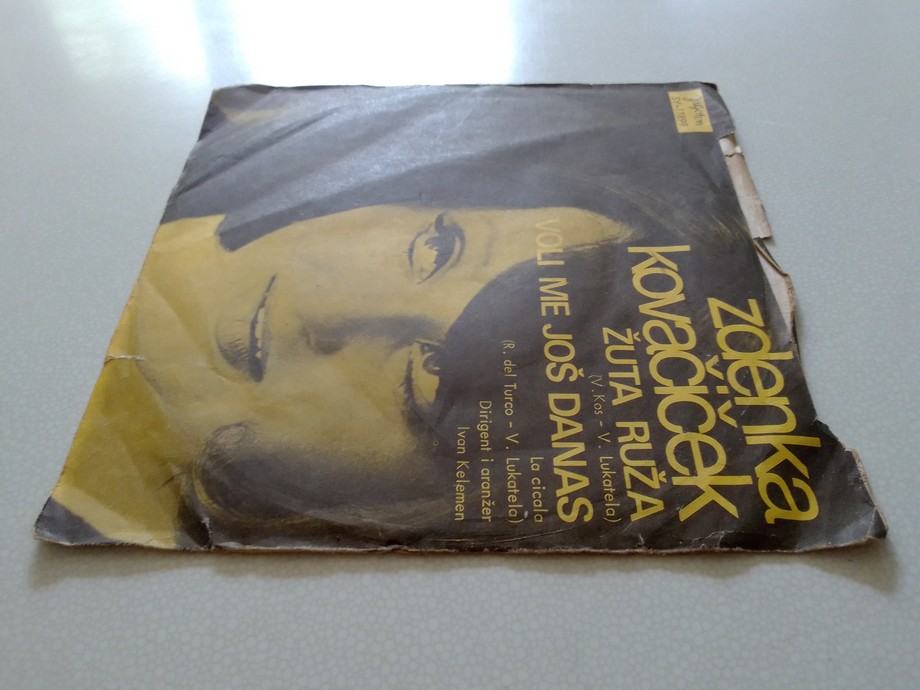 zdenka
kovačiček
ŽUTA RUŽA
(V. Kos – V. Lukatela)
VOLI ME JOŠ DANAS
La cicala
(R. del Turco – V. Lukatela)
Dirigent i aranžer
Ivan Kelemen